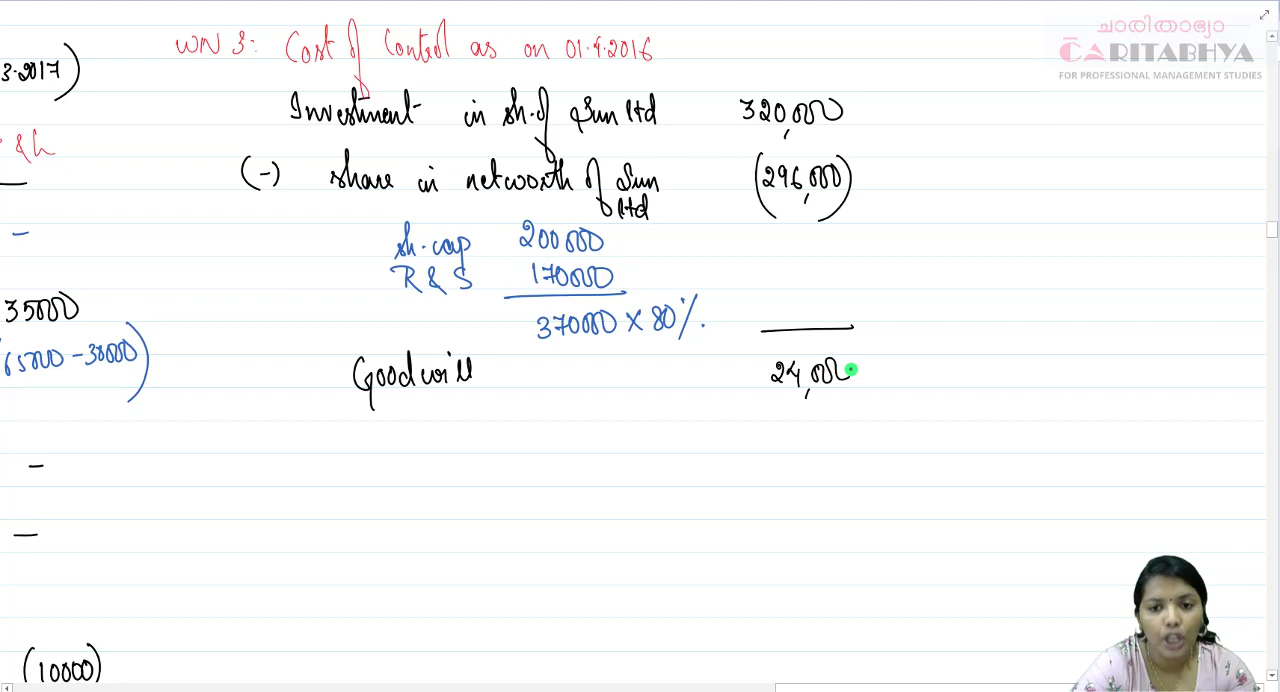 ചാരിതാഭ്യാ
CARITABHYA
FOR PROFESSIONAL MANAGEMENT STUDIES
WN 3: Cost of Control as on 01.4.2016
3.2017)
Investment in sh. of Sun ltd 320,000
(-) Share in networth of Sun ltd (296,000)
sh. cap 200000
R & S 170000
370000 × 80%.
Goodwill 24,000
35000
65000 - 30000)
(10000)